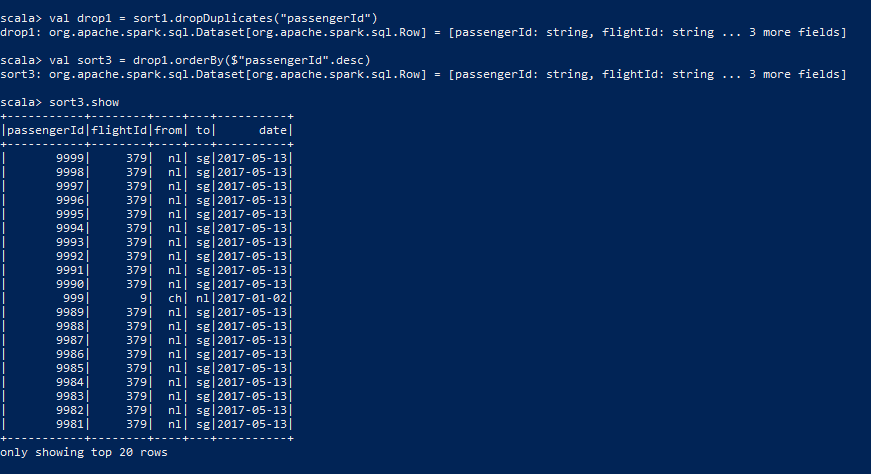 scala> val drop1 = sort1.dropDuplicates("passengerId")
drop1: org.apache.spark.sql.Dataset[org.apache.spark.sql.Row] = [passengerId: string, flightId: string ... 3 more fields]
scala> val sort3 = drop1.orderBy($"passengerId".desc)
sort3: org.apache.spark.sql.Dataset[org.apache.spark.sql.Row] = [passengerId: string, flightId: string ... 3 more fields]
scala> sort3.show
+-----------+--------+----+---+----------+
|passengerId|flightId|from| to|      date|
+-----------+--------+----+---+----------+
|       9999|     379|  nl| sg|2017-05-13|
|       9998|     379|  nl| sg|2017-05-13|
|       9997|     379|  nl| sg|2017-05-13|
|       9996|     379|  nl| sg|2017-05-13|
|       9995|     379|  nl| sg|2017-05-13|
|       9994|     379|  nl| sg|2017-05-13|
|       9993|     379|  nl| sg|2017-05-13|
|       9992|     379|  nl| sg|2017-05-13|
|       9991|     379|  nl| sg|2017-05-13|
|       9990|     379|  nl| sg|2017-05-13|
|        999|       9|  ch| nl|2017-01-02|
|       9989|     379|  nl| sg|2017-05-13|
|       9988|     379|  nl| sg|2017-05-13|
|       9987|     379|  nl| sg|2017-05-13|
|       9986|     379|  nl| sg|2017-05-13|
|       9985|     379|  nl| sg|2017-05-13|
|       9984|     379|  nl| sg|2017-05-13|
|       9983|     379|  nl| sg|2017-05-13|
|       9982|     379|  nl| sg|2017-05-13|
|       9981|     379|  nl| sg|2017-05-13|
+-----------+--------+----+---+----------+
only showing top 20 rows